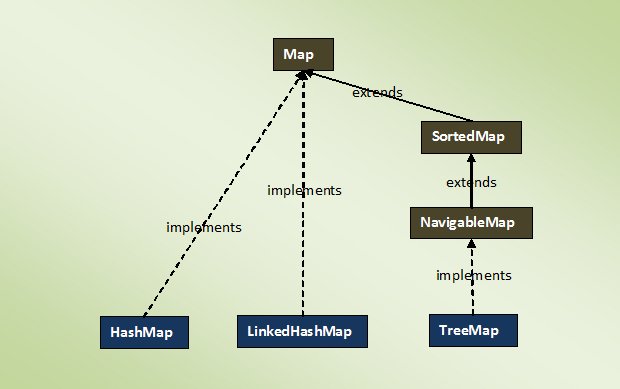 Map
extends
SortedMap
extends
implements
NavigableMap
implements
implements
HashMap
LinkedHashMap
TreeMap